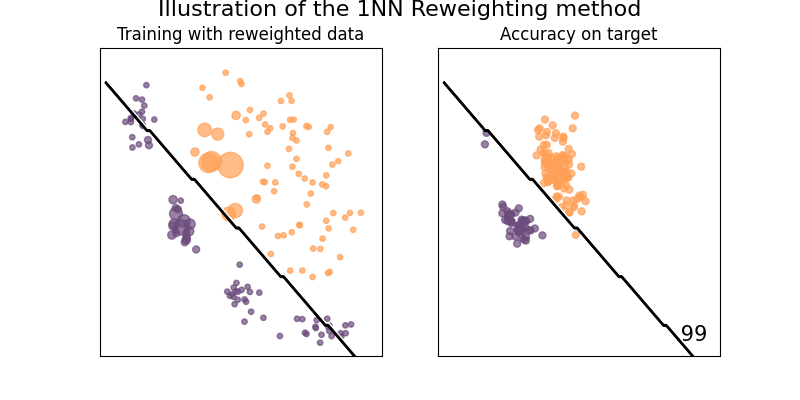 Illustration of the 1NN Reweighting method
Training with reweighted data
Accuracy on target
99